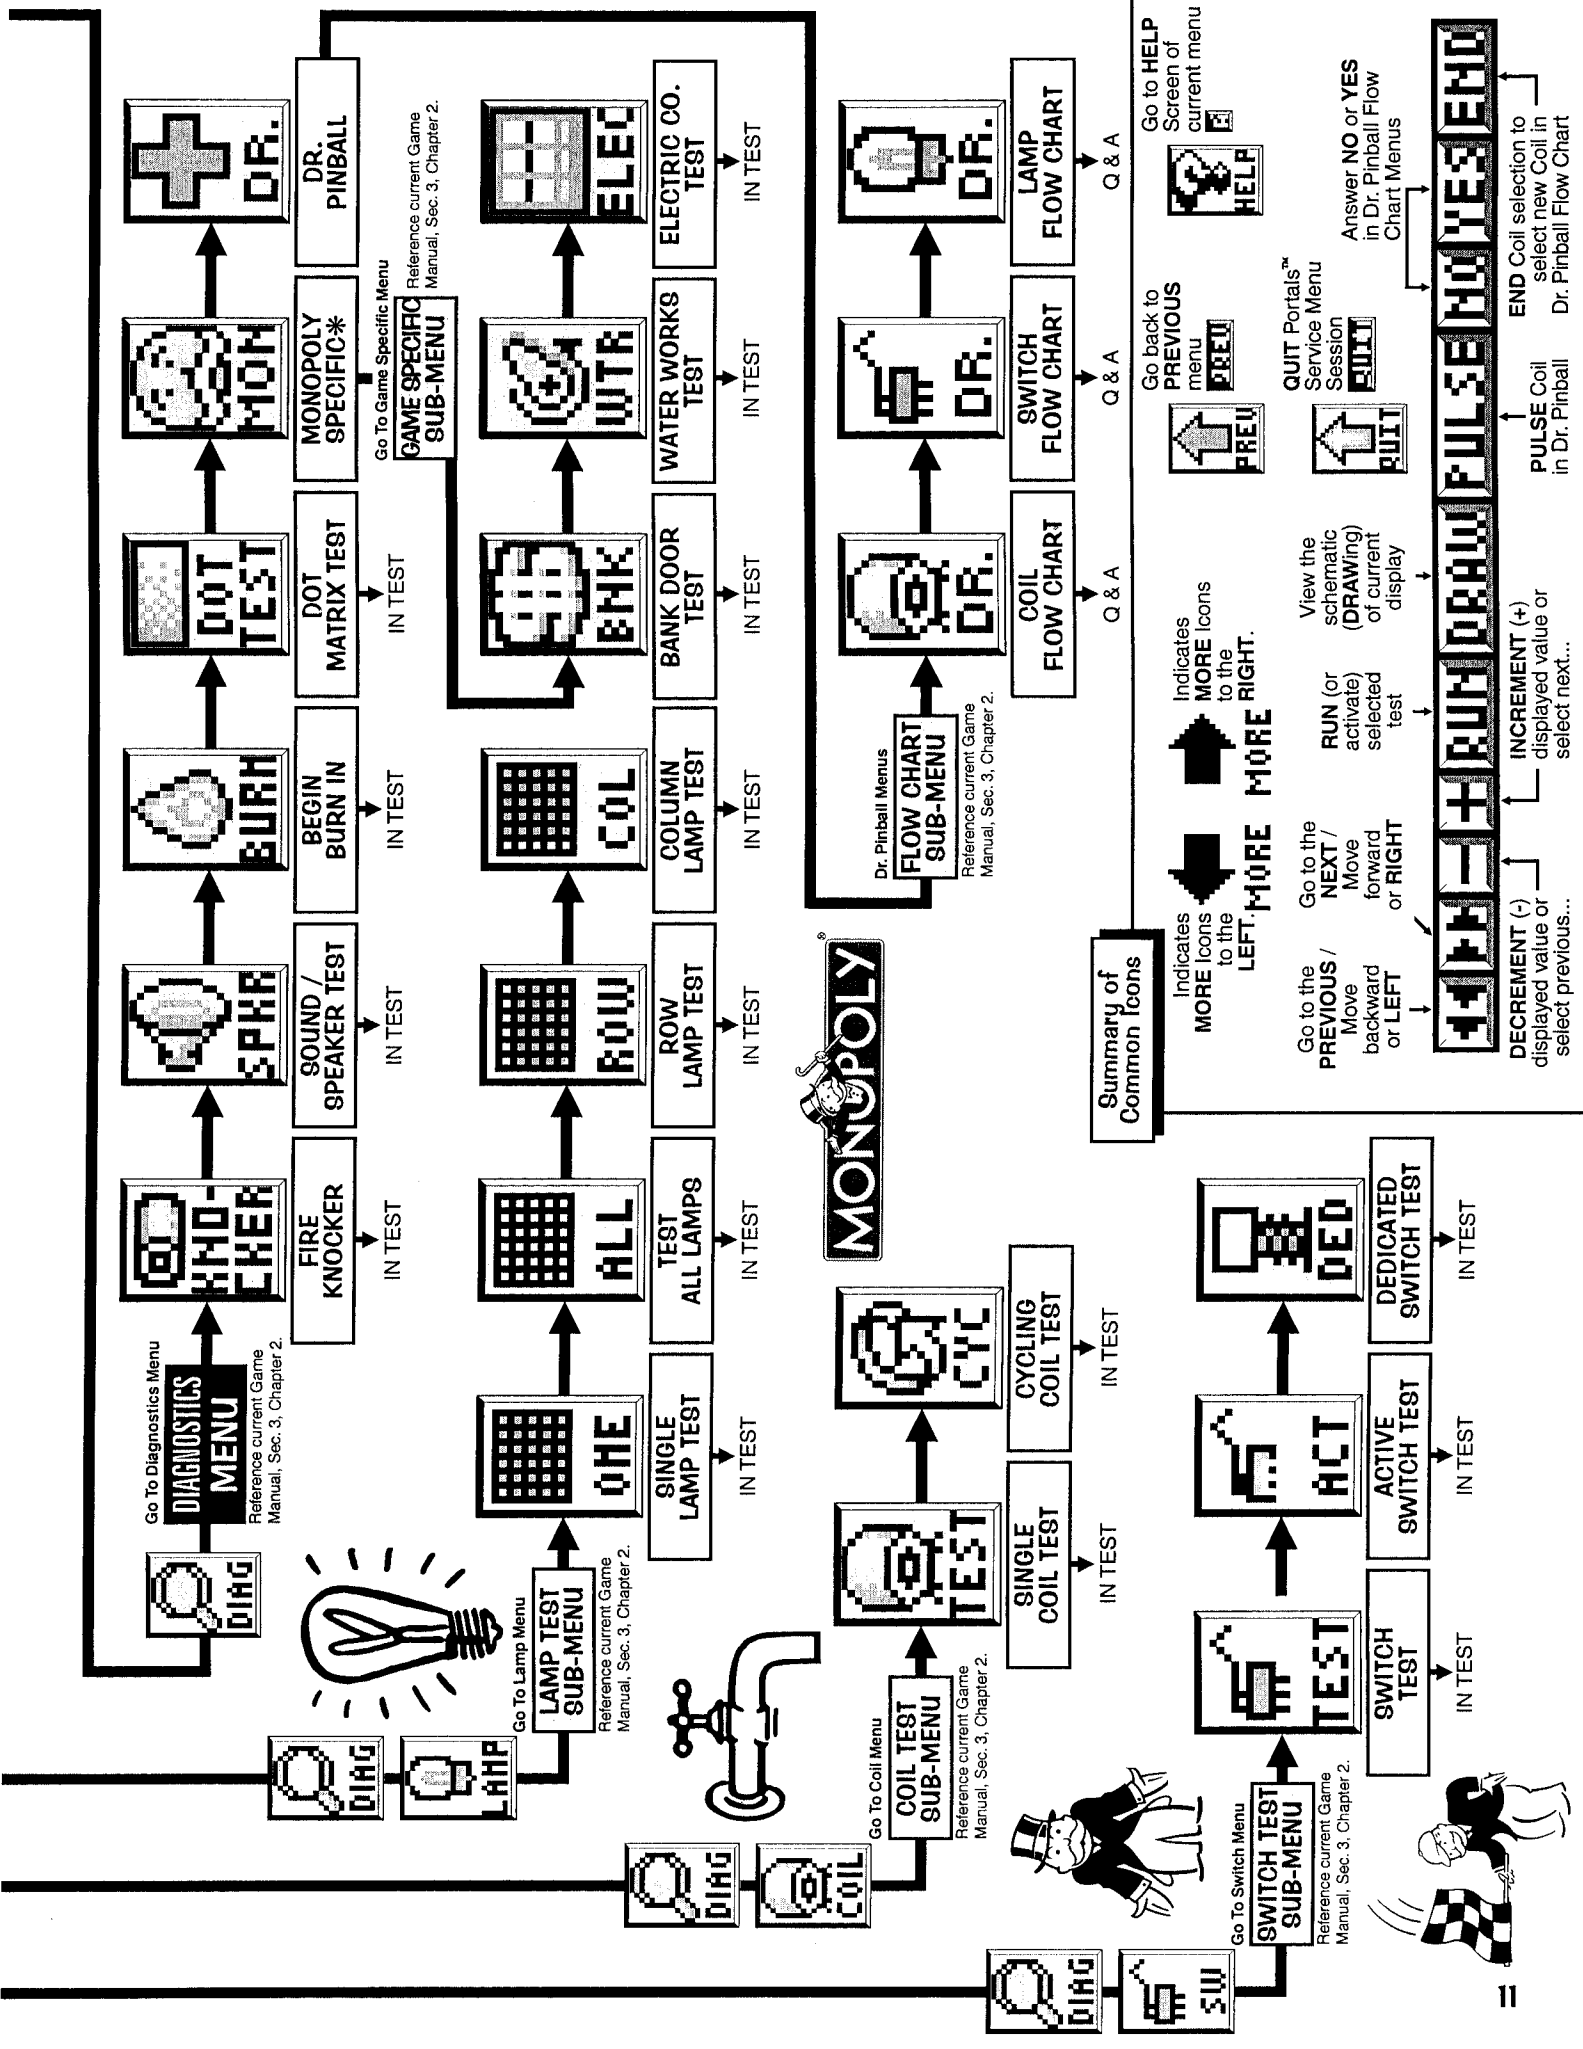 DIAG
Go To Diagnostics Menu
DIAGNOSTICS
MENU
Reference current Game
Manual, Sec. 3, Chapter 2.
KNO-
CKER
FIRE
KNOCKER
IN TEST
SPKR
SOUND /
SPEAKER TEST
IN TEST
BURN
BEGIN
BURN IN
IN TEST
DOT
TEST
DOT
MATRIX TEST
IN TEST
MON
MONOPOLY
SPECIFIC*
DR.
DR.
PINBALL
Go To Game Specific Menu
GAME SPECIFIC
SUB-MENU
Reference current Game
Manual, Sec. 3, Chapter 2.
DIAG
LAMP
Go To Lamp Menu
LAMP TEST
SUB-MENU
Reference current Game
Manual, Sec. 3, Chapter 2.
ONE
SINGLE
LAMP TEST
IN TEST
ALL
TEST
ALL LAMPS
IN TEST
ROW
ROW
LAMP TEST
IN TEST
COL
COLUMN
LAMP TEST
IN TEST
BNK
BANK DOOR
TEST
IN TEST
WTR
WATER WORKS
TEST
IN TEST
ELEC
ELECTRIC CO.
TEST
IN TEST
DIAG
COIL
Go To Coil Menu
COIL TEST
SUB-MENU
Reference current Game
Manual, Sec. 3, Chapter 2.
TEST
SINGLE
COIL TEST
IN TEST
CYC
CYCLING
COIL TEST
IN TEST
MONOPOLY®
Dr. Pinball Menus
FLOW CHART
SUB-MENU
Reference current Game
Manual, Sec. 3, Chapter 2.
DR.
COIL
FLOW CHART
Q & A
DR.
SWITCH
FLOW CHART
Q & A
DR.
LAMP
FLOW CHART
Q & A
DIAG
SW
Go To Switch Menu
SWITCH TEST
SUB-MENU
Reference current Game
Manual, Sec. 3, Chapter 2.
TEST
SWITCH
TEST
IN TEST
ACT
ACTIVE
SWITCH TEST
IN TEST
DED
DEDICATED
SWITCH TEST
IN TEST
Summary of
Common Icons
Indicates
MORE Icons
to the
LEFT.
MORE
Indicates
MORE Icons
to the
RIGHT.
MORE
Go back to
PREVIOUS
menu
PREV
PREV
Go to HELP
Screen of
current menu
HELP
QUIT Portals™
Service Menu
Session
QUIT
QUIT
Go to the
PREVIOUS /
Move
backward
or LEFT
Go to the
NEXT /
Move
forward
or RIGHT
RUN (or
activate)
selected
test
View the
schematic
(DRAWing)
of current
display
Answer NO or YES
in Dr. Pinball Flow
Chart Menus
− + RUN DRAW PULSE NO YES END
DECREMENT (-)
displayed value or
select previous...
INCREMENT (+)
displayed value or
select next...
PULSE Coil
in Dr. Pinball
END Coil selection to
select new Coil in
Dr. Pinball Flow Chart
11